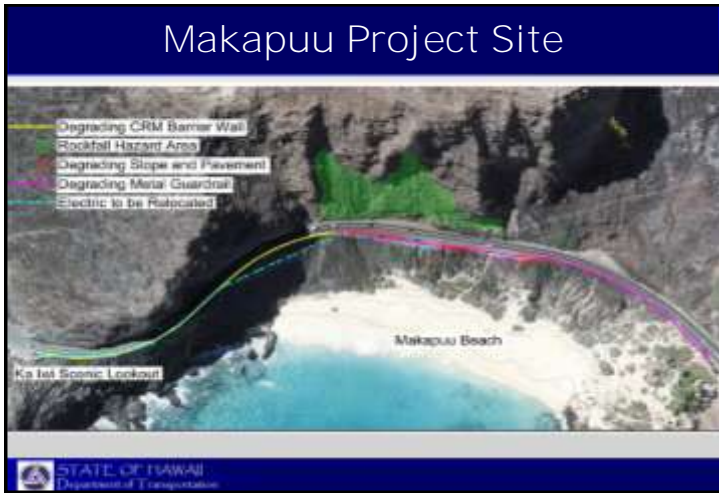 Makapuu Project Site
Degrading CRM Barrier Wall
Rockfall Hazard Area
Degrading Slope and Pavement
Degrading Metal Guardrail
Electric to be Relocated
Makapuu Beach
Ka Iwi Scenic Lookout
STATE OF HAWAII
Department of Transportation